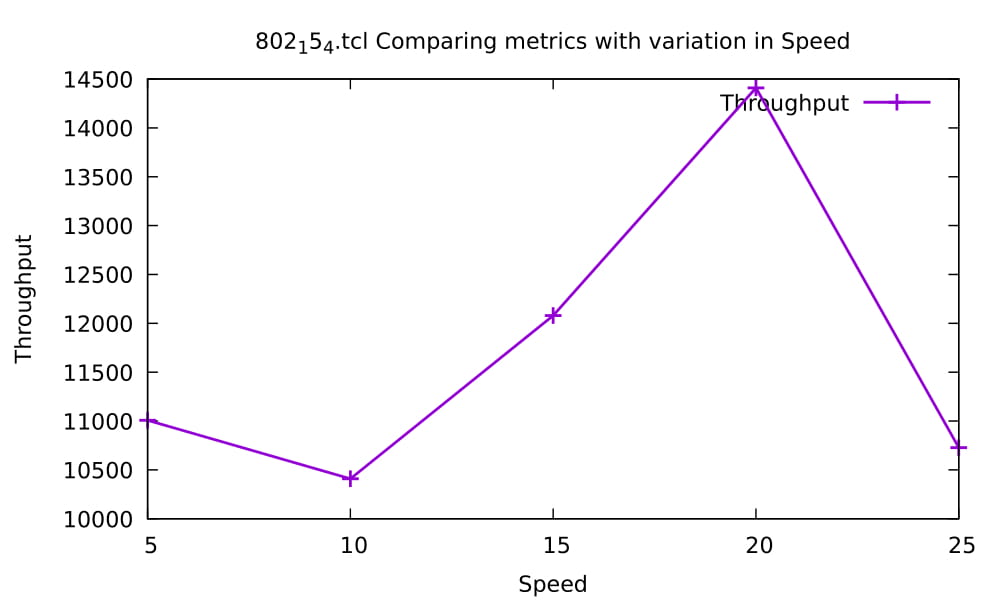 802₁5₄.tcl Comparing metrics with variation in Speed
Throughput
14500
14000
13500
13000
12500
12000
11500
11000
10500
10000
Throughput
5 10 15 20 25
Speed